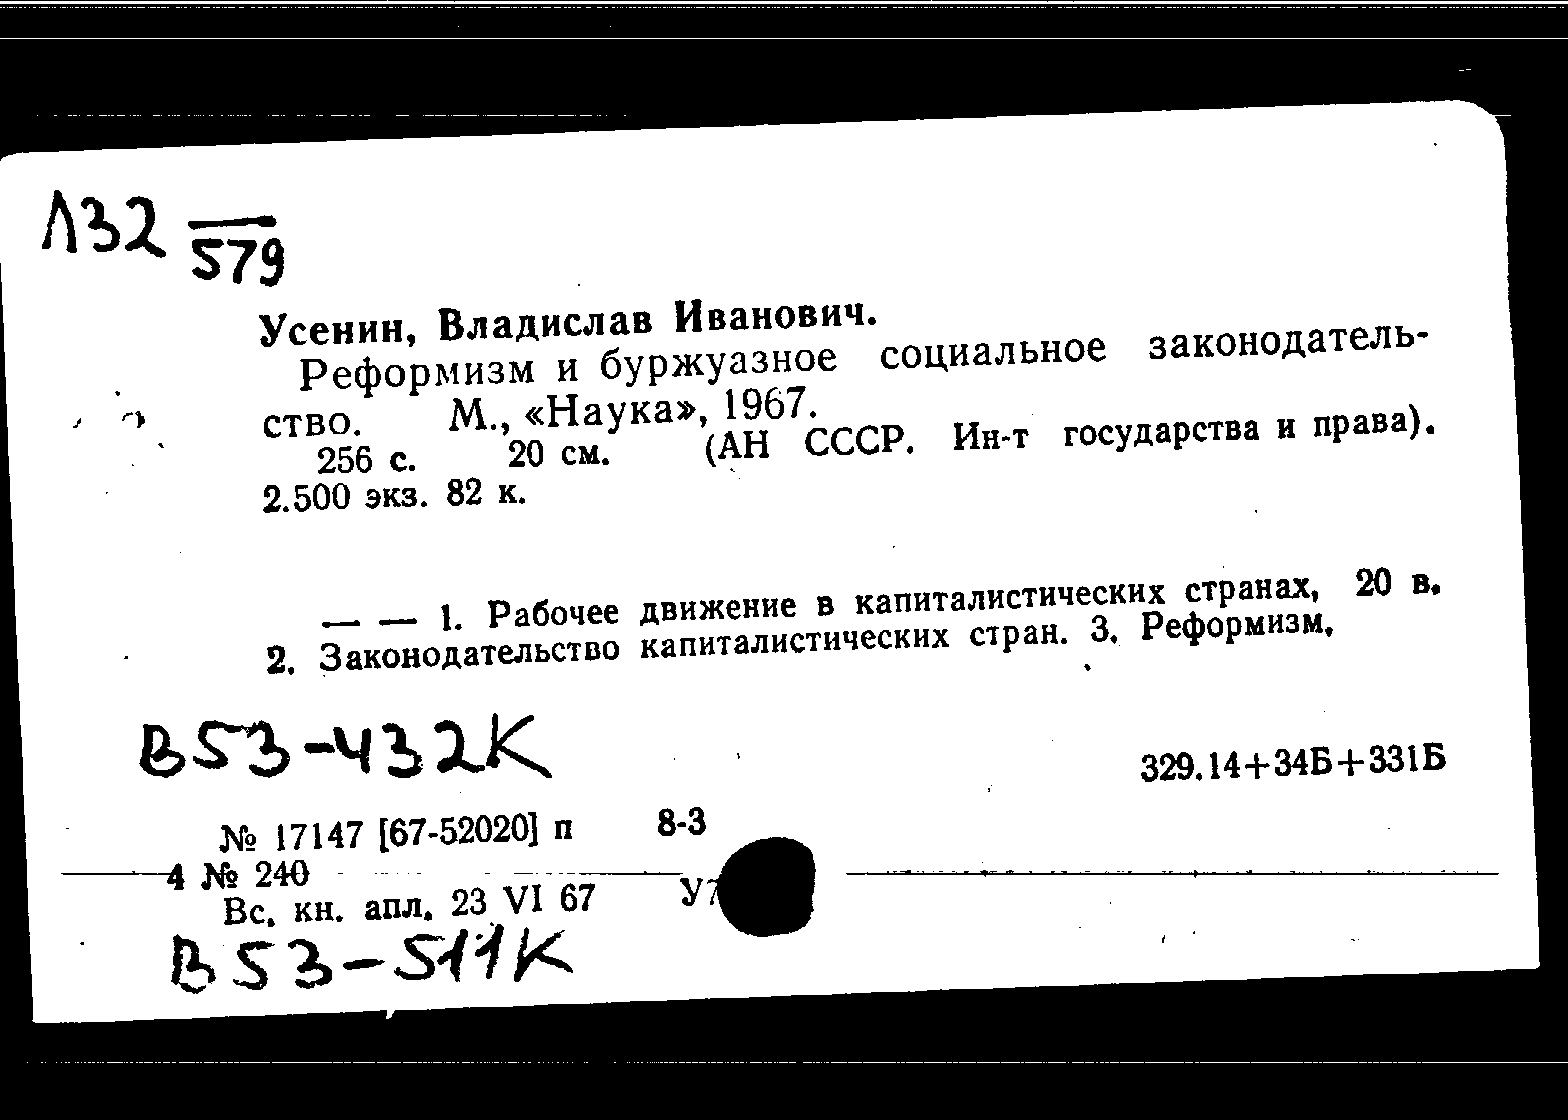 Л32 579
Усенин, Владислав Иванович.
Реформизм и буржуазное социальное законодатель-
ство. М., «Наука», 1967.
256 с. 20 см. (АН СССР. Ин-т государства и права).
2.500 экз. 82 к.
— — 1. Рабочее движение в капиталистических странах, 20 в.
2. Законодательство капиталистических стран. 3. Реформизм.
В53-432К
329.14+34Б+331Б
№ 17147 [67-52020] п 8-3
4 № 240
Вс. кн. апл. 23 VI 67
В53-511К